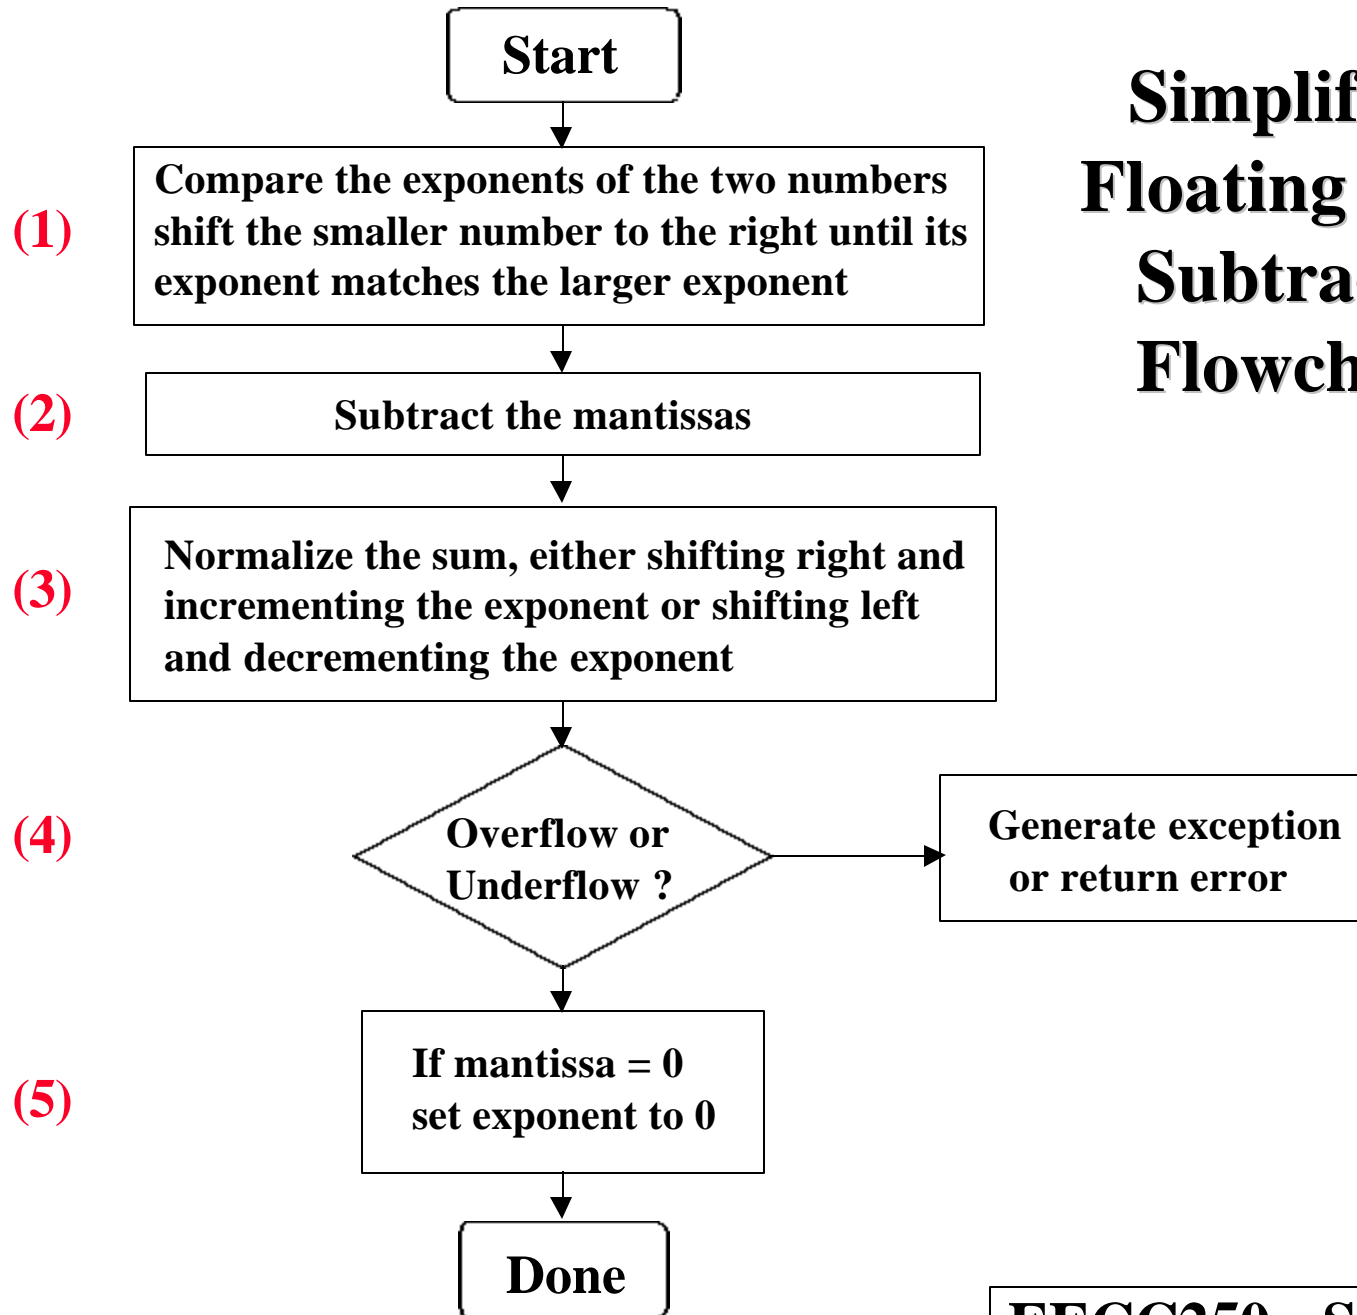 Start
Simplif
Floating
Subtra
Flowch
(1)
Compare the exponents of the two numbers
shift the smaller number to the right until its
exponent matches the larger exponent
(2)
Subtract the mantissas
(3)
Normalize the sum, either shifting right and
incrementing the exponent or shifting left
and decrementing the exponent
(4)
Overflow or
Underflow ?
Generate exception
or return error
(5)
If mantissa = 0
set exponent to 0
Done